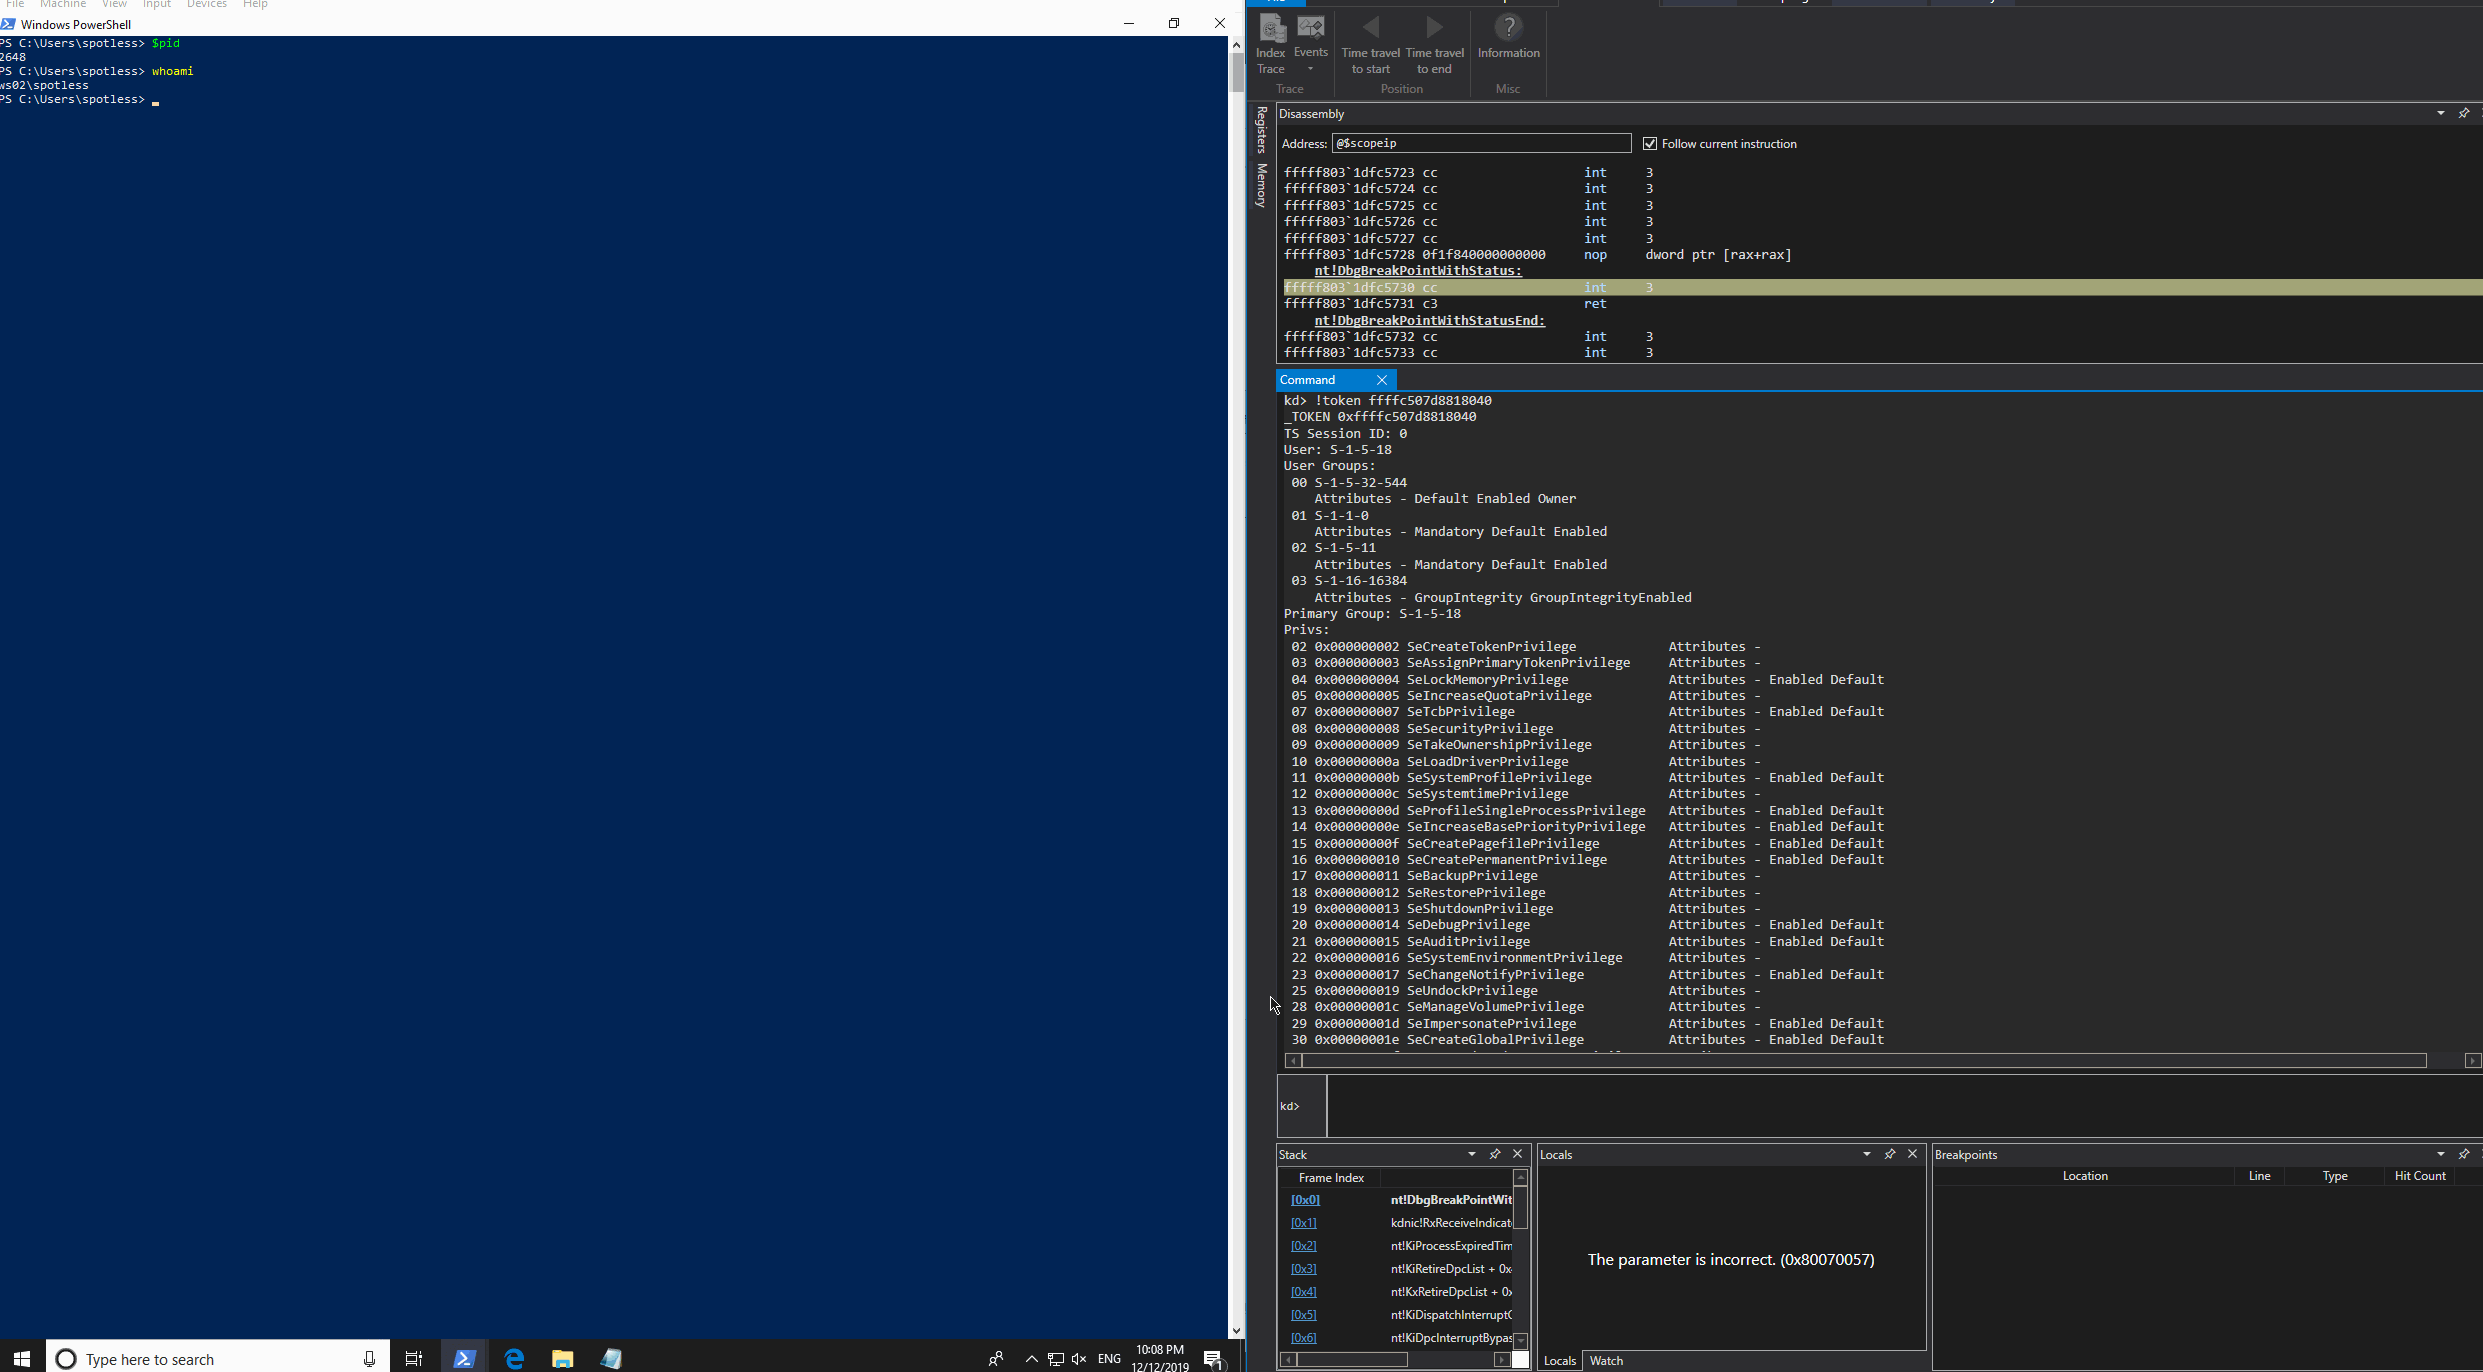 File Machine View Input Devices Help
Windows PowerShell
PS C:\Users\spotless> $pid
2648
PS C:\Users\spotless> whoami
ws02\spotless
PS C:\Users\spotless>
Index Trace
Events
Time travel to start
Time travel to end
Information
Trace
Position
Misc
Registers
Memory
Disassembly
Address: @$scopeip
Follow current instruction
fffff803`1dfc5723 cc int 3
fffff803`1dfc5724 cc int 3
fffff803`1dfc5725 cc int 3
fffff803`1dfc5726 cc int 3
fffff803`1dfc5727 cc int 3
fffff803`1dfc5728 0f1f840000000000 nop dword ptr [rax+rax]
nt!DbgBreakPointWithStatus:
fffff803`1dfc5730 cc int 3
fffff803`1dfc5731 c3 ret
nt!DbgBreakPointWithStatusEnd:
fffff803`1dfc5732 cc int 3
fffff803`1dfc5733 cc int 3
Command
kd> !token ffffc507d8818040
_TOKEN 0xffffc507d8818040
TS Session ID: 0
User: S-1-5-18
User Groups:
00 S-1-5-32-544
Attributes - Default Enabled Owner
01 S-1-1-0
Attributes - Mandatory Default Enabled
02 S-1-5-11
Attributes - Mandatory Default Enabled
03 S-1-16-16384
Attributes - GroupIntegrity GroupIntegrityEnabled
Primary Group: S-1-5-18
Privs:
02 0x000000002 SeCreateTokenPrivilege Attributes -
03 0x000000003 SeAssignPrimaryTokenPrivilege Attributes -
04 0x000000004 SeLockMemoryPrivilege Attributes - Enabled Default
05 0x000000005 SeIncreaseQuotaPrivilege Attributes -
07 0x000000007 SeTcbPrivilege Attributes - Enabled Default
08 0x000000008 SeSecurityPrivilege Attributes -
09 0x000000009 SeTakeOwnershipPrivilege Attributes -
10 0x00000000a SeLoadDriverPrivilege Attributes -
11 0x00000000b SeSystemProfilePrivilege Attributes - Enabled Default
12 0x00000000c SeSystemtimePrivilege Attributes -
13 0x00000000d SeProfileSingleProcessPrivilege Attributes - Enabled Default
14 0x00000000e SeIncreaseBasePriorityPrivilege Attributes - Enabled Default
15 0x00000000f SeCreatePagefilePrivilege Attributes - Enabled Default
16 0x000000010 SeCreatePermanentPrivilege Attributes - Enabled Default
17 0x000000011 SeBackupPrivilege Attributes -
18 0x000000012 SeRestorePrivilege Attributes -
19 0x000000013 SeShutdownPrivilege Attributes -
20 0x000000014 SeDebugPrivilege Attributes - Enabled Default
21 0x000000015 SeAuditPrivilege Attributes - Enabled Default
22 0x000000016 SeSystemEnvironmentPrivilege Attributes -
23 0x000000017 SeChangeNotifyPrivilege Attributes - Enabled Default
25 0x000000019 SeUndockPrivilege Attributes -
28 0x00000001c SeManageVolumePrivilege Attributes -
29 0x00000001d SeImpersonatePrivilege Attributes - Enabled Default
30 0x00000001e SeCreateGlobalPrivilege Attributes - Enabled Default
kd>
Stack
Frame Index
[0x0] nt!DbgBreakPointWit
[0x1] kdnic!RxReceiveIndicat
[0x2] nt!KiProcessExpiredTim
[0x3] nt!KiRetireDpcList + 0x
[0x4] nt!KxRetireDpcList + 0x
[0x5] nt!KiDispatchInterruptC
[0x6] nt!KiDpcInterruptBypas
Locals
The parameter is incorrect. (0x80070057)
Locals Watch
Breakpoints
Location Line Type Hit Count
Type here to search
ENG
10:08 PM
12/12/2019
1